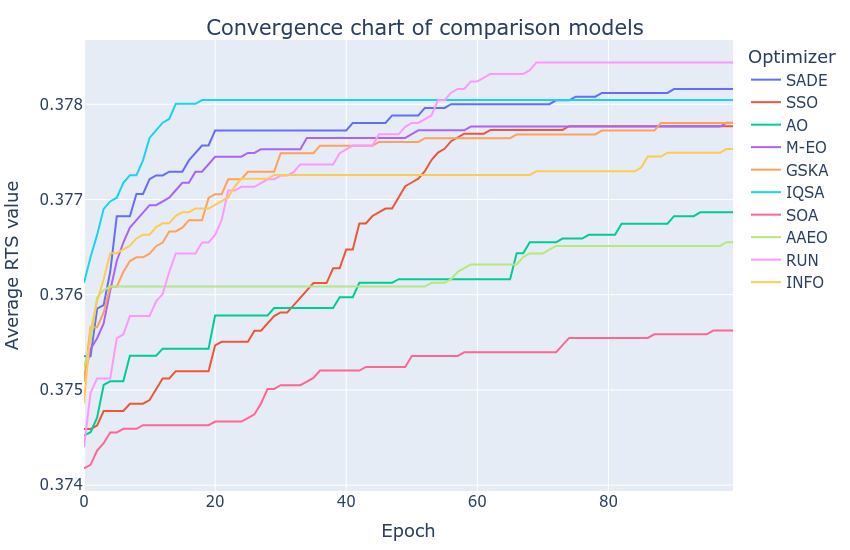 Convergence chart of comparison models
Average RTS value
0.378
0.377
0.376
0.375
0.374
0
20
40
60
80
Epoch
Optimizer
SADE
SSO
AO
M-EO
GSKA
IQSA
SOA
AAEO
RUN
INFO